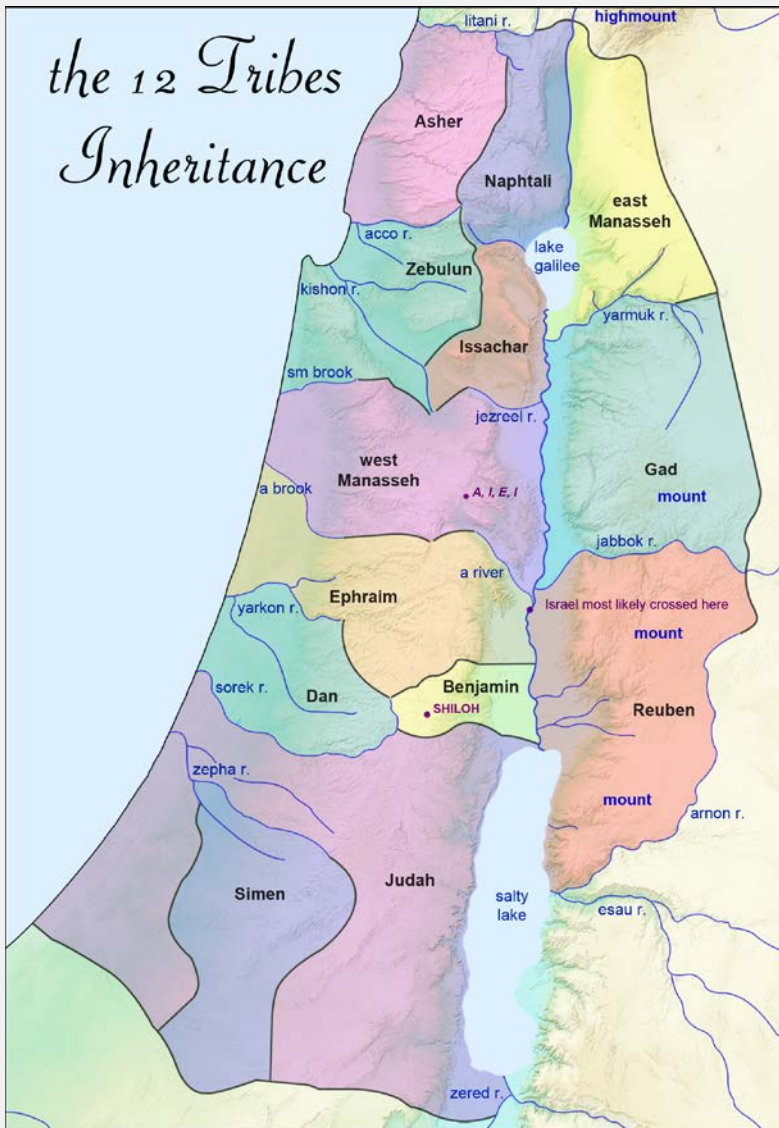 litani r.
highmount
the 12 Tribes
Inheritance
Asher
Naphtali
east
Manasseh
acco r.
lake
galilee
Zebulun
kishon r.
yarmuk r.
Issachar
sm brook
jezreel r.
west
Manasseh
Gad
a brook
A, I, E, I
mount
jabbok r.
a river
Ephraim
yarkon r.
Israel most likely crossed here
mount
Benjamin
Dan
sorek r.
SHILOH
Reuben
zepha r.
mount
arnon r.
Judah
Simen
salty
lake
esau r.
zered r.